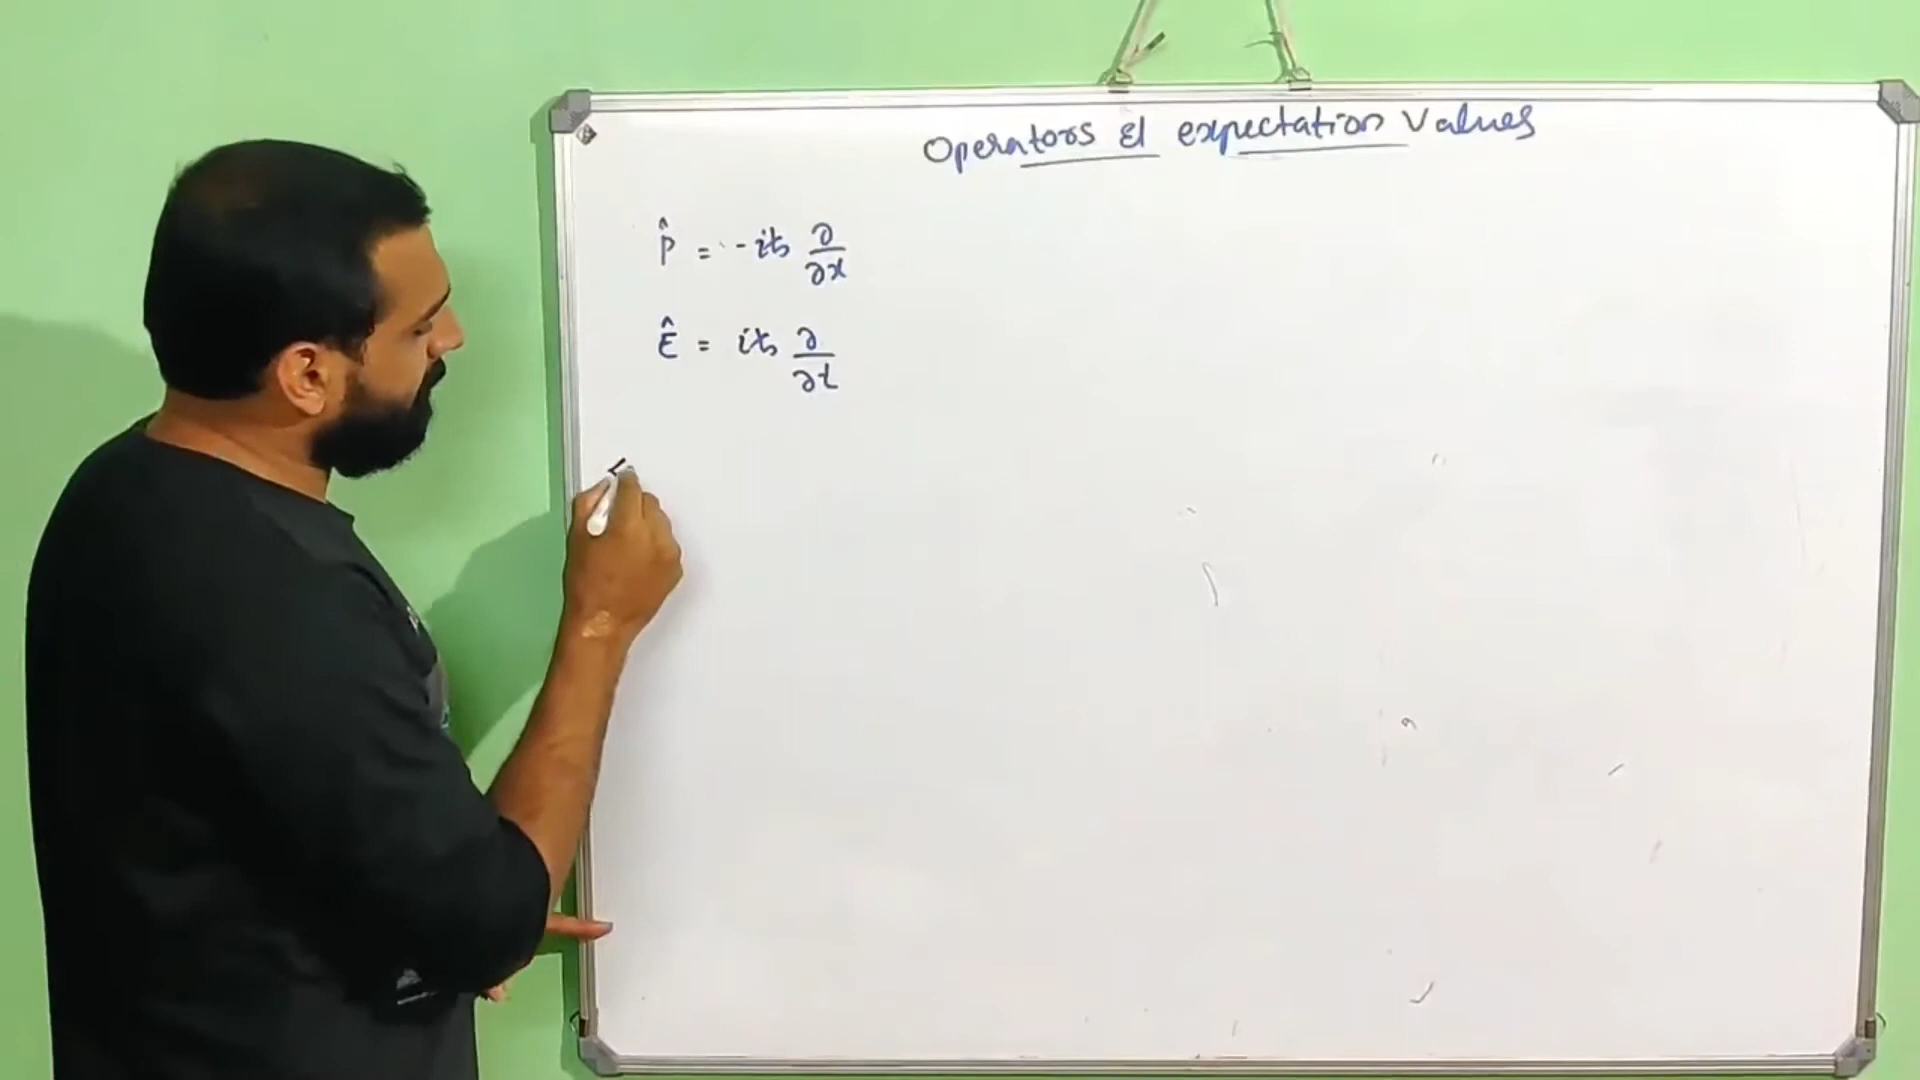 Operators & expectation Values
p̂ = -iħ ∂/∂x
Ê = iħ ∂/∂t
<